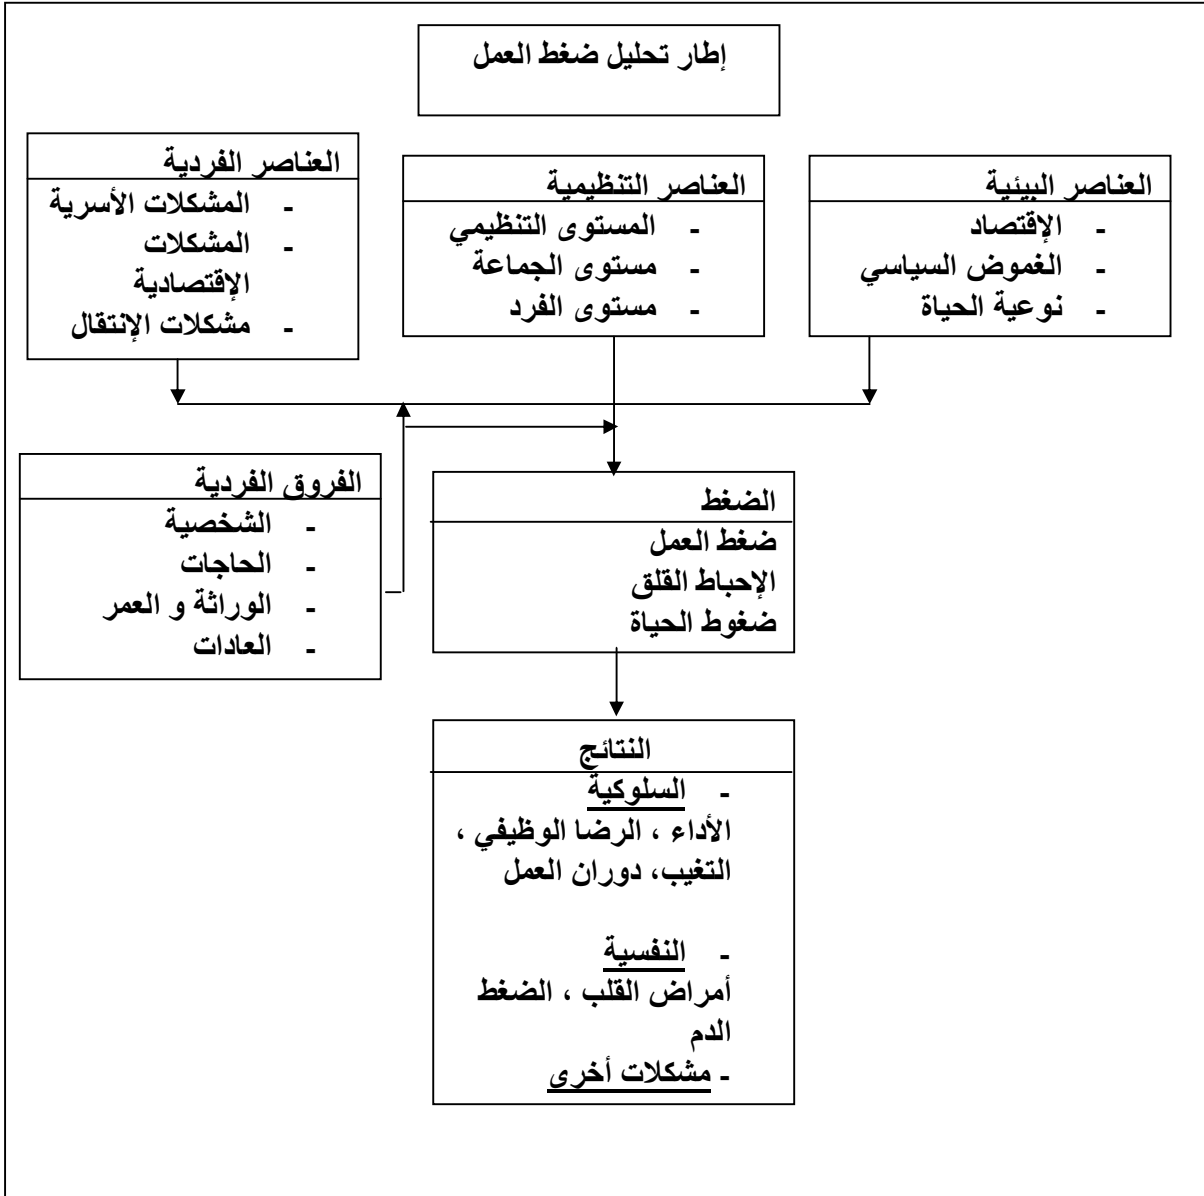 إطار تحليل ضغط العمل
العناصر البيئية
- الإقتصاد
- الغموض السياسي
- نوعية الحياة
العناصر التنظيمية
- المستوى التنظيمي
- مستوى الجماعة
- مستوى الفرد
العناصر الفردية
- المشكلات الأسرية
- المشكلات
الإقتصادية
- مشكلات الإنتقال
الفروق الفردية
- الشخصية
- الحاجات
- الوراثة و العمر
- العادات
الضغط
ضغط العمل
الإحباط القلق
ضغوط الحياة
النتائج
- السلوكية
الأداء ، الرضا الوظيفي ،
التغيب، دوران العمل
- النفسية
أمراض القلب ، الضغط
الدم
- مشكلات أخرى